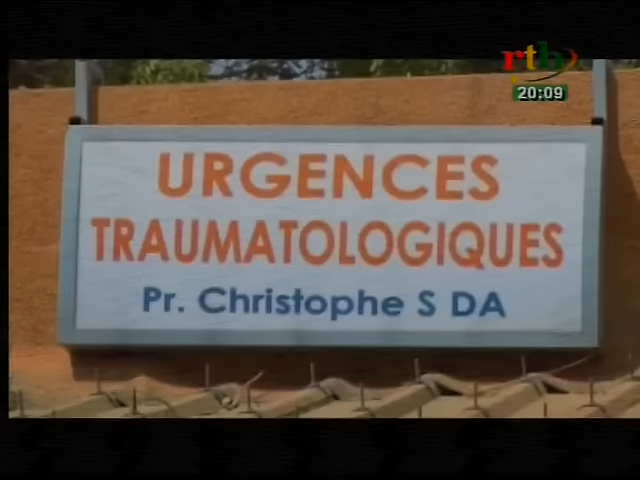 rtb
20:09
URGENCES
TRAUMATOLOGIQUES
Pr. Christophe S DA